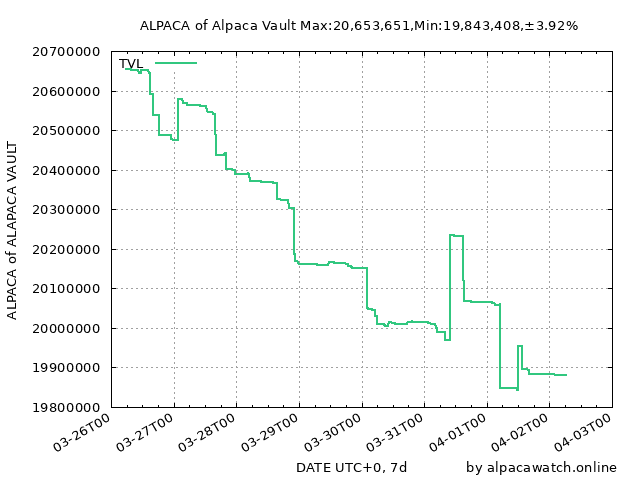 ALPACA of Alpaca Vault Max:20,653,651,Min:19,843,408,±3.92%
TVL
ALPACA of ALAPACA VAULT
20700000
20600000
20500000
20400000
20300000
20200000
20100000
20000000
19900000
19800000
03-26T00
03-27T00
03-28T00
03-29T00
03-30T00
03-31T00
04-01T00
04-02T00
04-03T00
DATE UTC+0, 7d
by alpacawatch.online